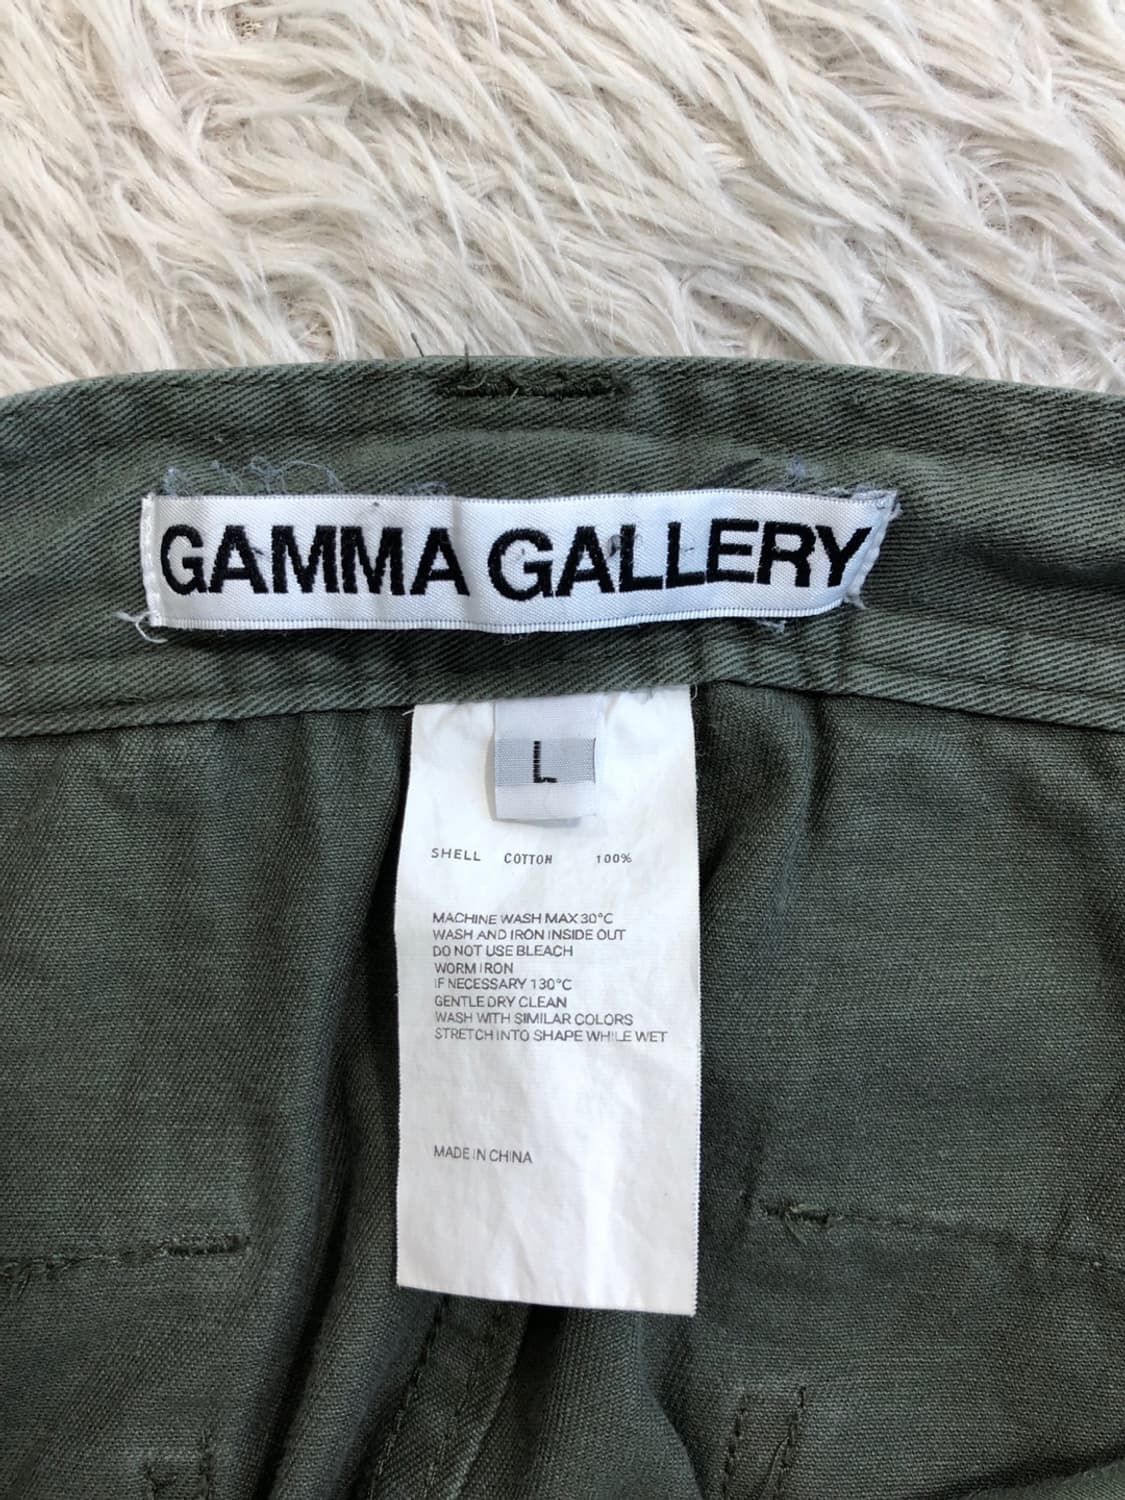 GAMMA GALLERY
L
SHELL COTTON 100%
MACHINE WASH MAX 30°C
WASH AND IRON INSIDE OUT
DO NOT USE BLEACH
WORM IRON
IF NECESSARY 130°C
GENTLE DRY CLEAN
WASH WITH SIMILAR COLORS
STRETCH INTO SHAPE WHILE WET
MADE IN CHINA